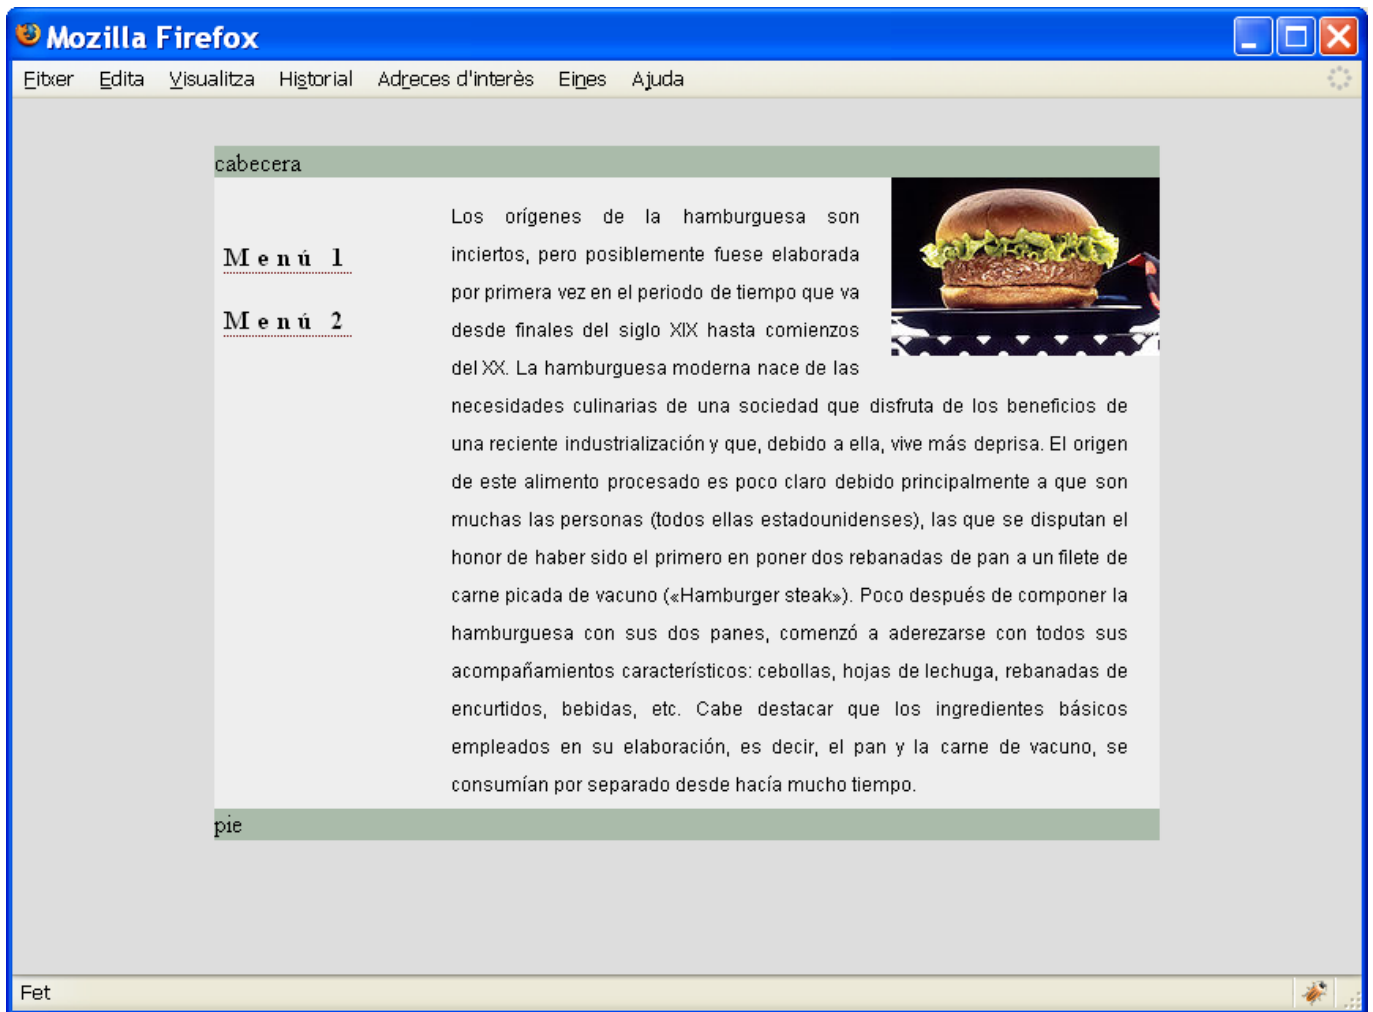 Mozilla Firefox
Fitxer Edita Visualitza Historial Adreces d'interès Eines Ajuda
cabecera
Menú 1
Menú 2
Los orígenes de la hamburguesa son
inciertos, pero posiblemente fuese elaborada
por primera vez en el periodo de tiempo que va
desde finales del siglo XIX hasta comienzos
del XX. La hamburguesa moderna nace de las
necesidades culinarias de una sociedad que disfruta de los beneficios de
una reciente industrialización y que, debido a ella, vive más deprisa. El origen
de este alimento procesado es poco claro debido principalmente a que son
muchas las personas (todos ellas estadounidenses), las que se disputan el
honor de haber sido el primero en poner dos rebanadas de pan a un filete de
carne picada de vacuno («Hamburger steak»). Poco después de componer la
hamburguesa con sus dos panes, comenzó a aderezarse con todos sus
acompañamientos característicos: cebollas, hojas de lechuga, rebanadas de
encurtidos, bebidas, etc. Cabe destacar que los ingredientes básicos
empleados en su elaboración, es decir, el pan y la carne de vacuno, se
consumían por separado desde hacía mucho tiempo.
pie
Fet